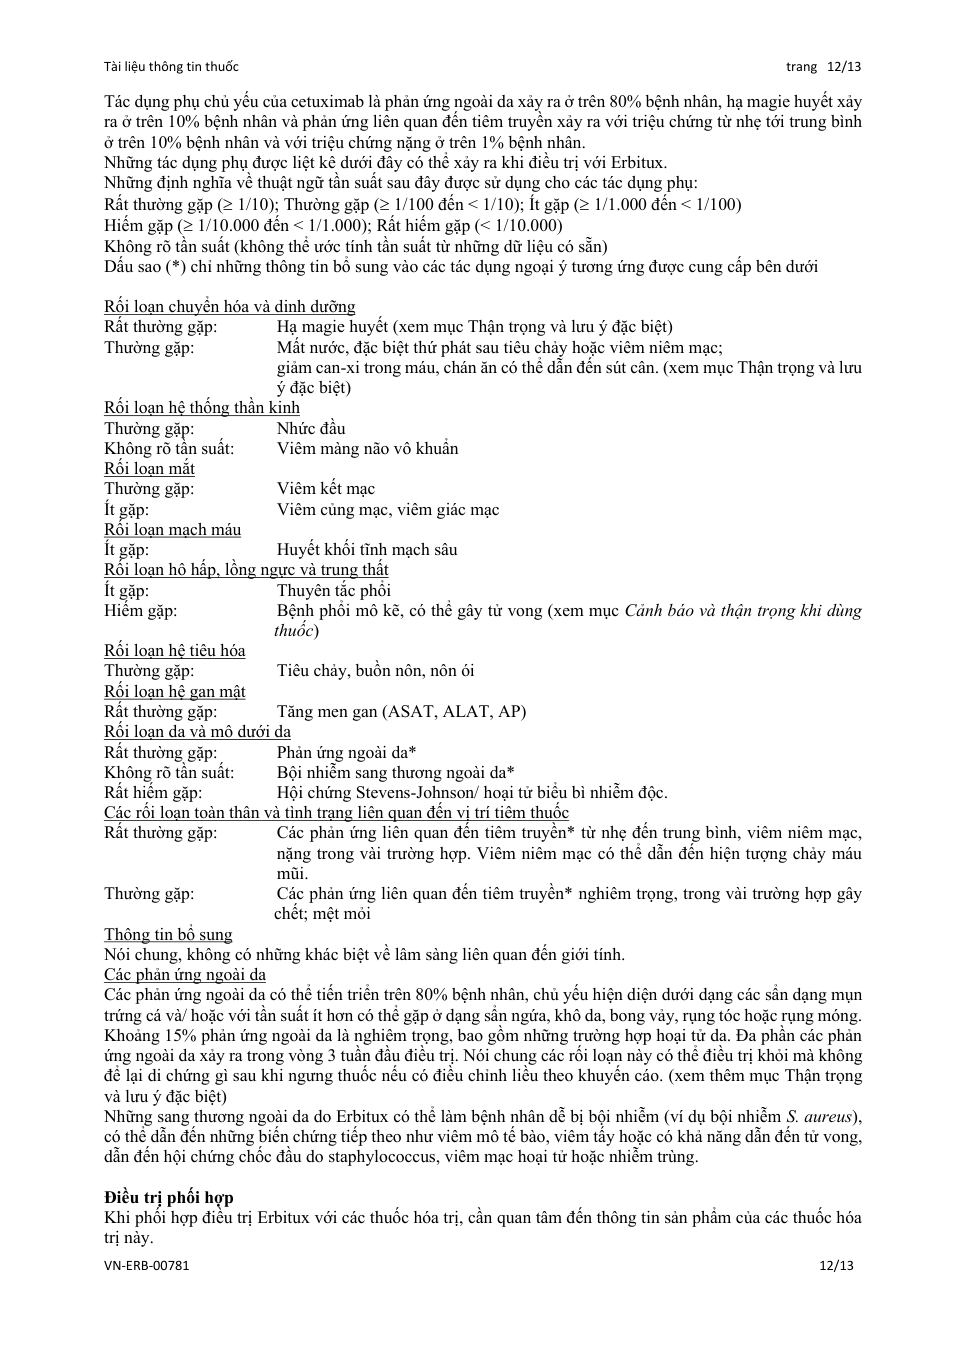 Tài liệu thông tin thuốc trang 12/13
Tác dụng phụ chủ yếu của cetuximab là phản ứng ngoài da xảy ra ở trên 80% bệnh nhân, hạ magie huyết xảy
ra ở trên 10% bệnh nhân và phản ứng liên quan đến tiêm truyền xảy ra với triệu chứng từ nhẹ tới trung bình
ở trên 10% bệnh nhân và với triệu chứng nặng ở trên 1% bệnh nhân.
Những tác dụng phụ được liệt kê dưới đây có thể xảy ra khi điều trị với Erbitux.
Những định nghĩa về thuật ngữ tần suất sau đây được sử dụng cho các tác dụng phụ:
Rất thường gặp (≥ 1/10); Thường gặp (≥ 1/100 đến < 1/10); Ít gặp (≥ 1/1.000 đến < 1/100)
Hiếm gặp (≥ 1/10.000 đến < 1/1.000); Rất hiếm gặp (< 1/10.000)
Không rõ tần suất (không thể ước tính tần suất từ những dữ liệu có sẵn)
Dấu sao (*) chỉ những thông tin bổ sung vào các tác dụng ngoại ý tương ứng được cung cấp bên dưới
Rối loạn chuyển hóa và dinh dưỡng
Rất thường gặp: Hạ magie huyết (xem mục Thận trọng và lưu ý đặc biệt)
Thường gặp: Mất nước, đặc biệt thứ phát sau tiêu chảy hoặc viêm niêm mạc;
giảm can-xi trong máu, chán ăn có thể dẫn đến sút cân. (xem mục Thận trọng và lưu
ý đặc biệt)
Rối loạn hệ thống thần kinh
Thường gặp: Nhức đầu
Không rõ tần suất: Viêm màng não vô khuẩn
Rối loạn mắt
Thường gặp: Viêm kết mạc
Ít gặp: Viêm củng mạc, viêm giác mạc
Rối loạn mạch máu
Ít gặp: Huyết khối tĩnh mạch sâu
Rối loạn hô hấp, lồng ngực và trung thất
Ít gặp: Thuyên tắc phổi
Hiếm gặp: Bệnh phổi mô kẽ, có thể gây tử vong (xem mục Cảnh báo và thận trọng khi dùng
thuốc)
Rối loạn hệ tiêu hóa
Thường gặp: Tiêu chảy, buồn nôn, nôn ói
Rối loạn hệ gan mật
Rất thường gặp: Tăng men gan (ASAT, ALAT, AP)
Rối loạn da và mô dưới da
Rất thường gặp: Phản ứng ngoài da*
Không rõ tần suất: Bội nhiễm sang thương ngoài da*
Rất hiếm gặp: Hội chứng Stevens-Johnson/ hoại tử biểu bì nhiễm độc.
Các rối loạn toàn thân và tình trạng liên quan đến vị trí tiêm thuốc
Rất thường gặp: Các phản ứng liên quan đến tiêm truyền* từ nhẹ đến trung bình, viêm niêm mạc,
nặng trong vài trường hợp. Viêm niêm mạc có thể dẫn đến hiện tượng chảy máu
mũi.
Thường gặp: Các phản ứng liên quan đến tiêm truyền* nghiêm trọng, trong vài trường hợp gây
chết; mệt mỏi
Thông tin bổ sung
Nói chung, không có những khác biệt về lâm sàng liên quan đến giới tính.
Các phản ứng ngoài da
Các phản ứng ngoài da có thể tiến triển trên 80% bệnh nhân, chủ yếu hiện diện dưới dạng các sẩn dạng mụn
trứng cá và/ hoặc với tần suất ít hơn có thể gặp ở dạng sẩn ngứa, khô da, bong vảy, rụng tóc hoặc rụng móng.
Khoảng 15% phản ứng ngoài da là nghiêm trọng, bao gồm những trường hợp hoại tử da. Đa phần các phản
ứng ngoài da xảy ra trong vòng 3 tuần đầu điều trị. Nói chung các rối loạn này có thể điều trị khỏi mà không
để lại di chứng gì sau khi ngưng thuốc nếu có điều chỉnh liều theo khuyến cáo. (xem thêm mục Thận trọng
và lưu ý đặc biệt)
Những sang thương ngoài da do Erbitux có thể làm bệnh nhân dễ bị bội nhiễm (ví dụ bội nhiễm S. aureus),
có thể dẫn đến những biến chứng tiếp theo như viêm mô tế bào, viêm tấy hoặc có khả năng dẫn đến tử vong,
dẫn đến hội chứng chốc đầu do staphylococcus, viêm mạc hoại tử hoặc nhiễm trùng.
Điều trị phối hợp
Khi phối hợp điều trị Erbitux với các thuốc hóa trị, cần quan tâm đến thông tin sản phẩm của các thuốc hóa
trị này.
VN-ERB-00781 12/13